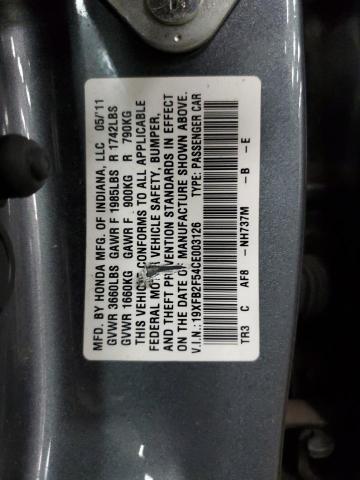 MFD. BY HONDA MFG. OF INDIANA, LLC 05/'11
GVWR 3660LBS GAWR F 1985LBS R 1742LBS
GVWR 1660KG GAWR F 900KG R 790KG
THIS VEHICLE CONFORMS TO ALL APPLICABLE
FEDERAL MOTOR VEHICLE SAFETY, BUMPER,
AND THEFT PREVENTION STANDARDS IN EFFECT
ON THE DATE OF MANUFACTURE SHOWN ABOVE.
V.I.N.: 19XFB2F54CE003126 TYPE: PASSENGER CAR
TR3 C AF8 -NH737M -B -E